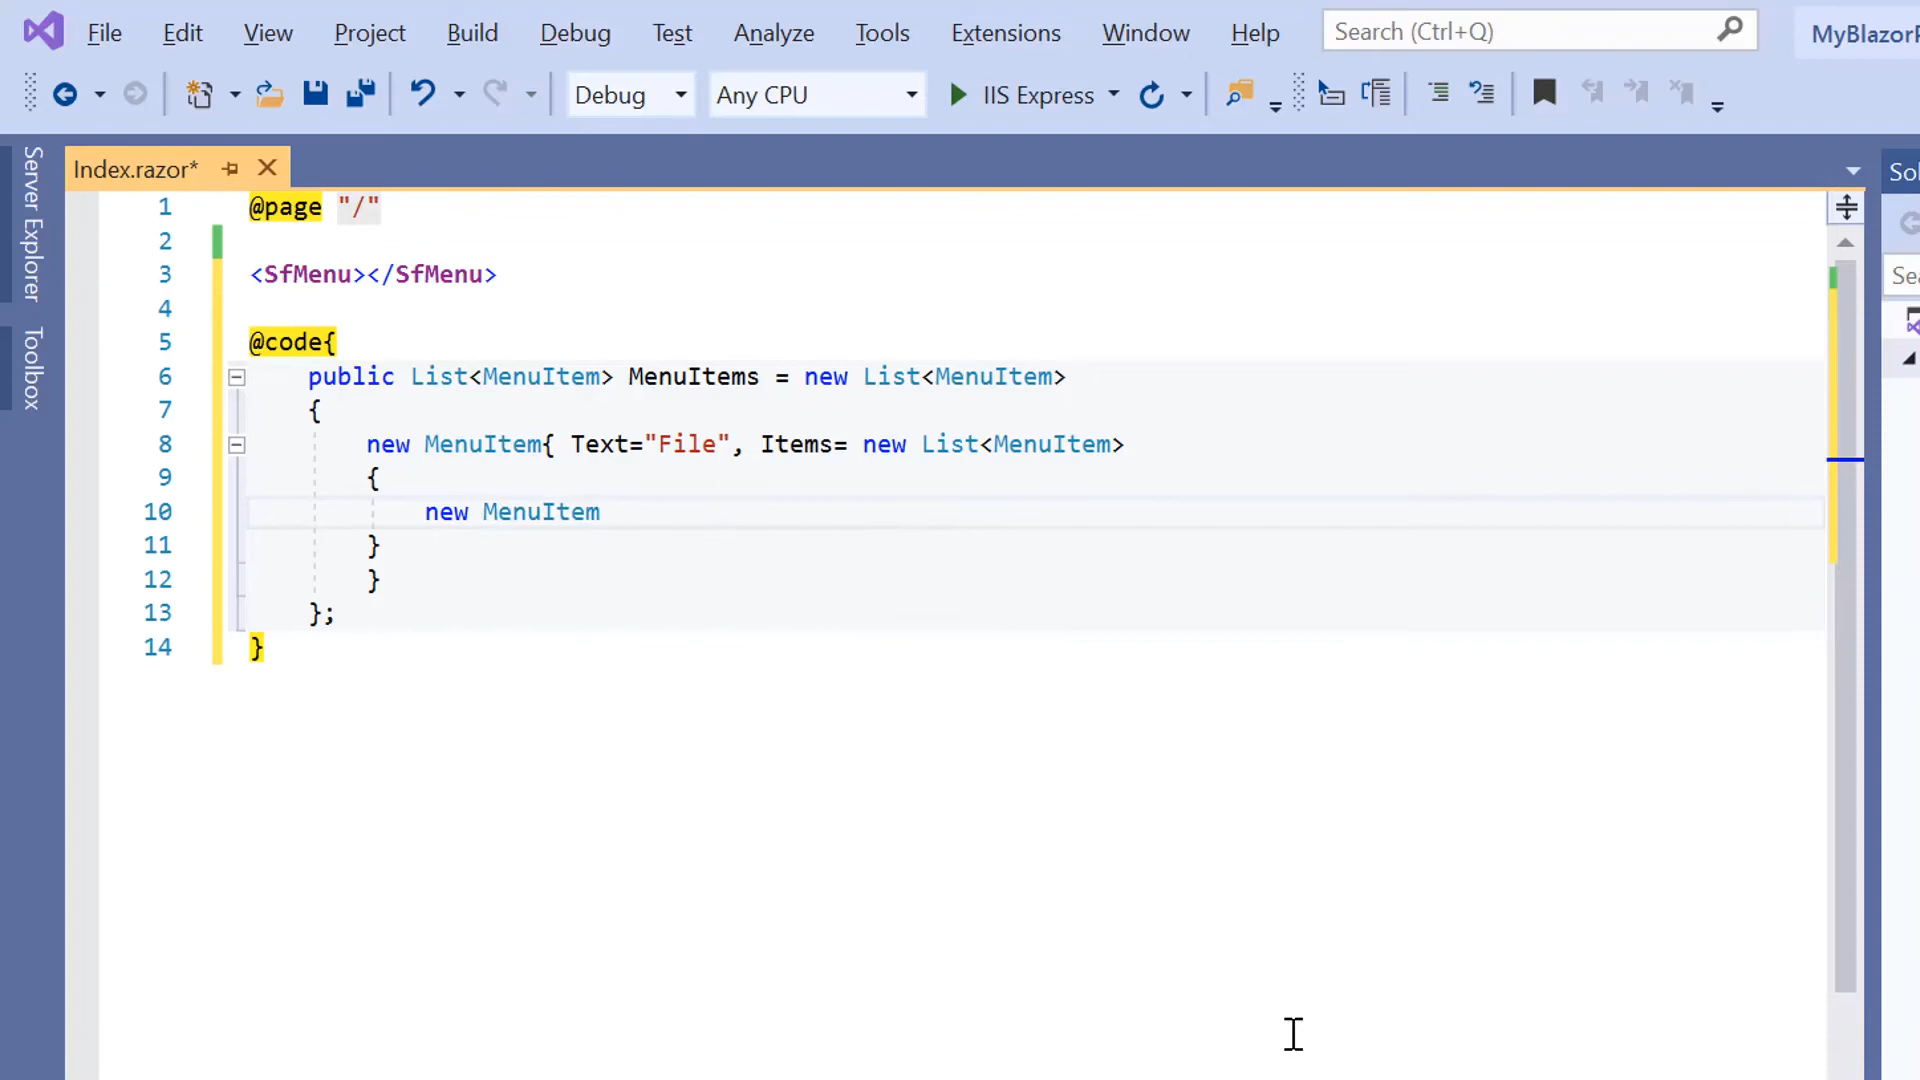 File Edit View Project Build Debug Test Analyze Tools Extensions Window Help Search (Ctrl+Q) MyBlazorP
Debug Any CPU IIS Express
Server Explorer
Toolbox
Index.razor*
Sol
Sea
1 @page "/"
2
3 <SfMenu></SfMenu>
4
5 @code{
6 public List<MenuItem> MenuItems = new List<MenuItem>
7 {
8 new MenuItem{ Text="File", Items= new List<MenuItem>
9 {
10 new MenuItem
11 }
12 }
13 };
14 }